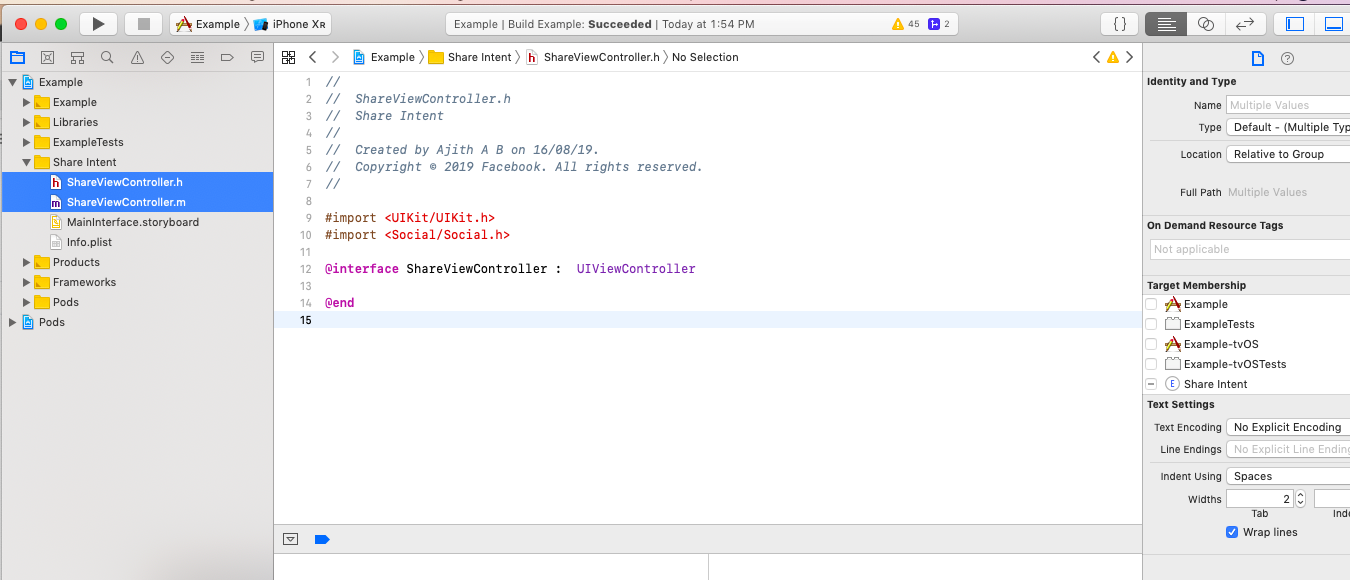 Example 〉 iPhone XR
Example | Build Example: Succeeded | Today at 1:54 PM
45
2
{ }
Example 〉 Share Intent 〉 h ShareViewController.h 〉 No Selection
Example
Example
Libraries
ExampleTests
Share Intent
h ShareViewController.h
m ShareViewController.m
MainInterface.storyboard
Info.plist
Products
Frameworks
Pods
Pods
1 //
2 // ShareViewController.h
3 // Share Intent
4 //
5 // Created by Ajith A B on 16/08/19.
6 // Copyright © 2019 Facebook. All rights reserved.
7 //
8
9 #import <UIKit/UIKit.h>
10 #import <Social/Social.h>
11
12 @interface ShareViewController : UIViewController
13
14 @end
15
Identity and Type
Name Multiple Values
Type Default - (Multiple Typ
Location Relative to Group
Full Path Multiple Values
On Demand Resource Tags
Not applicable
Target Membership
Example
ExampleTests
Example-tvOS
Example-tvOSTests
E Share Intent
Text Settings
Text Encoding No Explicit Encoding
Line Endings No Explicit Line Ending
Indent Using Spaces
Widths 2
Tab Inde
Wrap lines